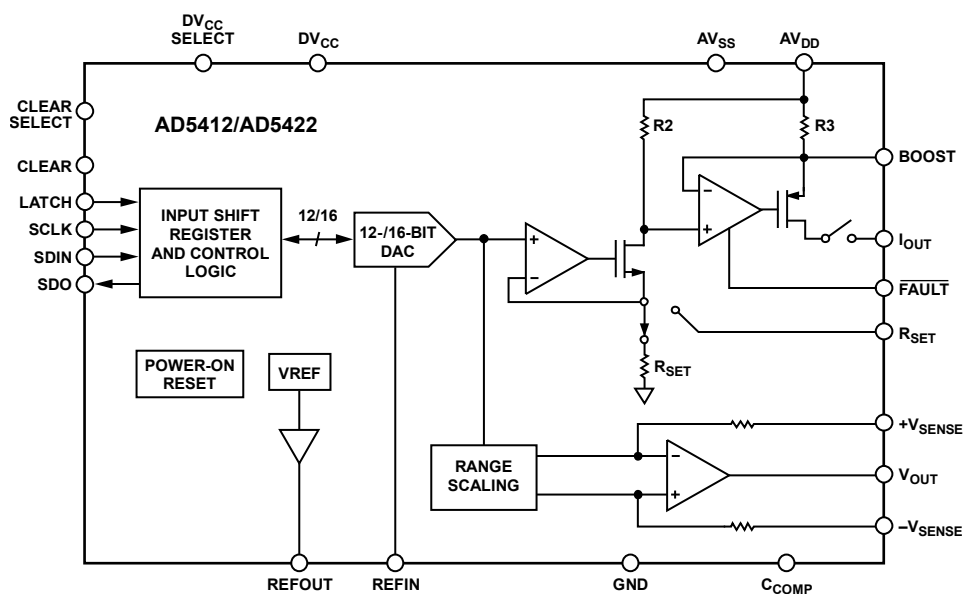 DVCC
SELECT
DVCC
AVSS
AVDD
CLEAR
SELECT
AD5412/AD5422
R2
R3
CLEAR
BOOST
LATCH
SCLK
SDIN
SDO
INPUT SHIFT
REGISTER
AND CONTROL
LOGIC
12/16
12-/16-BIT
DAC
+
–
–
+
IOUT
FAULT
RSET
RSET
POWER-ON
RESET
VREF
RANGE
SCALING
–
+
+VSENSE
VOUT
–VSENSE
REFOUT
REFIN
GND
CCOMP